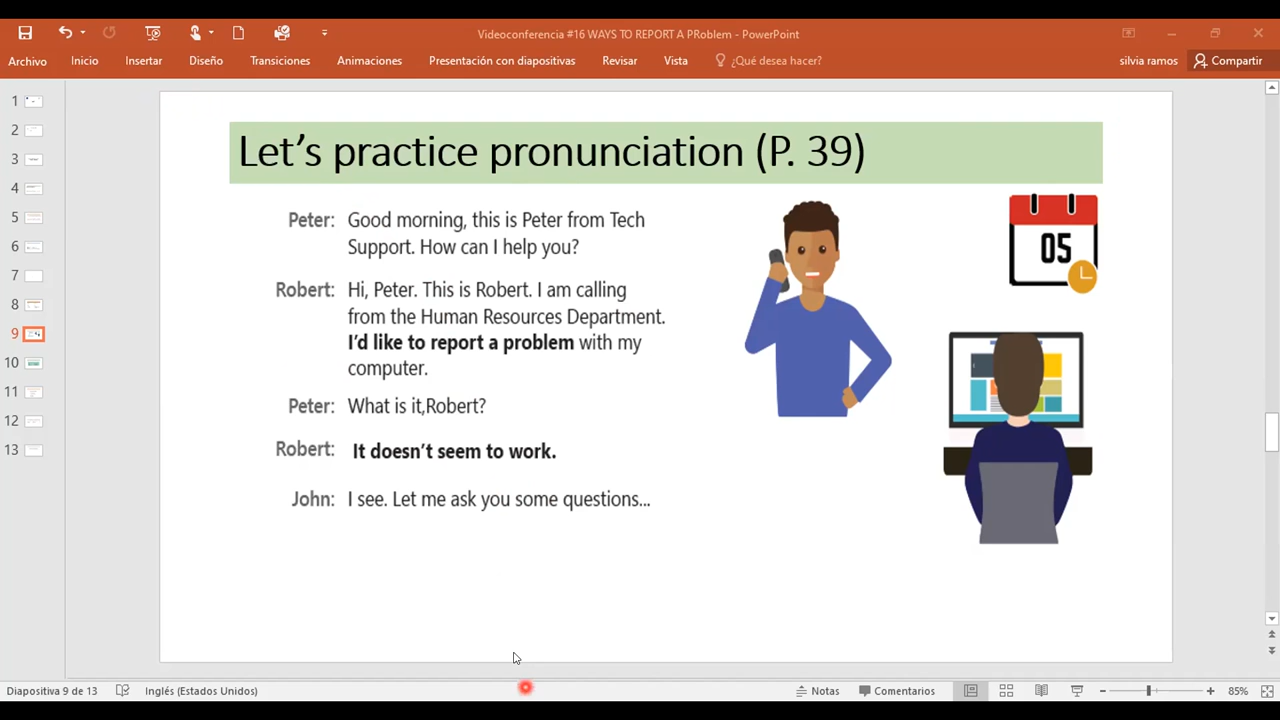 Videoconferencia #16 WAYS TO REPORT A PRoblem - PowerPoint
Archivo Inicio Insertar Diseño Transiciones Animaciones Presentación con diapositivas Revisar Vista ¿Qué desea hacer? silvia ramos Compartir
1
2
3
4
5
6
7
8
9
10
11
12
13
Let's practice pronunciation (P. 39)
Peter: Good morning, this is Peter from Tech
Support. How can I help you?
Robert: Hi, Peter. This is Robert. I am calling
from the Human Resources Department.
I'd like to report a problem with my
computer.
Peter: What is it,Robert?
Robert: It doesn't seem to work.
John: I see. Let me ask you some questions...
05
Diapositiva 9 de 13 Inglés (Estados Unidos) Notas Comentarios 85%